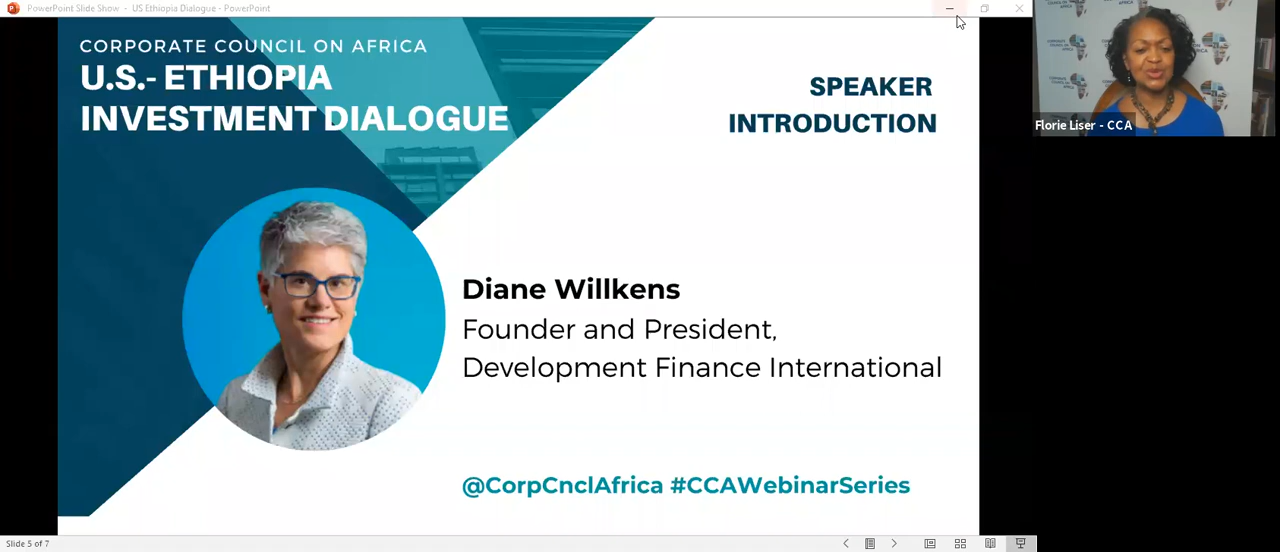 PowerPoint Slide Show - US Ethiopia Dialogue - PowerPoint
CORPORATE COUNCIL ON AFRICA
U.S.- ETHIOPIA
INVESTMENT DIALOGUE
SPEAKER
INTRODUCTION
Diane Willkens
Founder and President,
Development Finance International
@CorpCnclAfrica #CCAWebinarSeries
Florie Liser - CCA
Slide 5 of 7